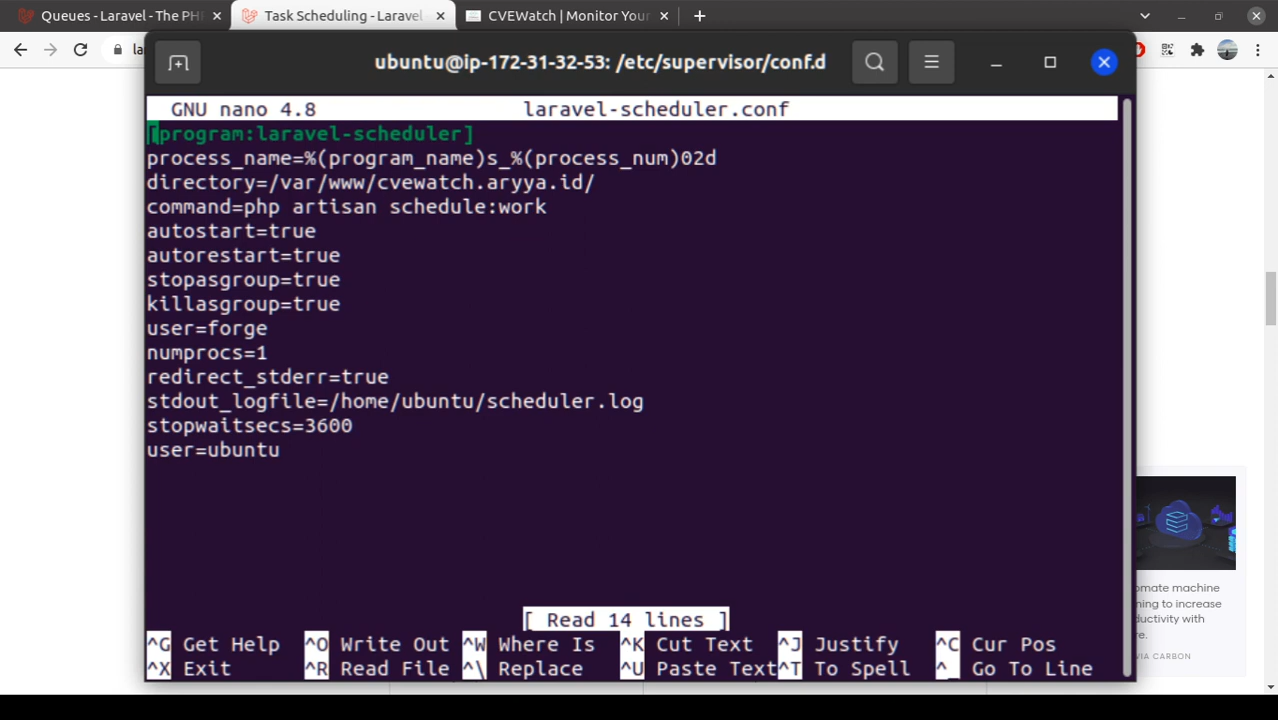 Queues - Laravel - The PH
Task Scheduling - Laravel
CVEWatch | Monitor Your
la
ubuntu@ip-172-31-32-53: /etc/supervisor/conf.d
GNU nano 4.8 laravel-scheduler.conf
[program:laravel-scheduler]
process_name=%(program_name)s_%(process_num)02d
directory=/var/www/cvewatch.aryya.id/
command=php artisan schedule:work
autostart=true
autorestart=true
stopasgroup=true
killasgroup=true
user=forge
numprocs=1
redirect_stderr=true
stdout_logfile=/home/ubuntu/scheduler.log
stopwaitsecs=3600
user=ubuntu
[ Read 14 lines ]
^G Get Help ^O Write Out ^W Where Is ^K Cut Text ^J Justify ^C Cur Pos
^X Exit ^R Read File ^\ Replace ^U Paste Text ^T To Spell ^_ Go To Line
omate machine
ning to increase
ductivity with
re.
VIA CARBON